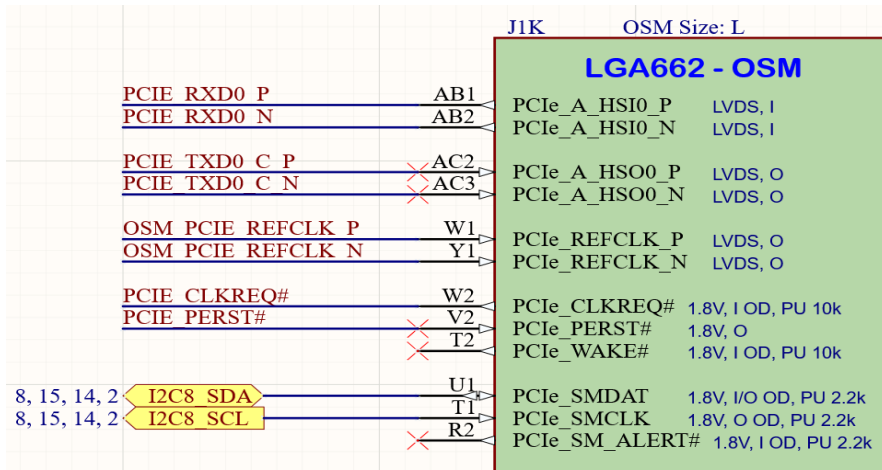 J1K OSM Size: L
LGA662 - OSM
PCIE_RXD0_P AB1 PCIe_A_HSI0_P LVDS, I
PCIE_RXD0_N AB2 PCIe_A_HSI0_N LVDS, I
PCIE_TXD0_C_P AC2 PCIe_A_HSO0_P LVDS, O
PCIE_TXD0_C_N AC3 PCIe_A_HSO0_N LVDS, O
OSM_PCIE_REFCLK_P W1 PCIe_REFCLK_P LVDS, O
OSM_PCIE_REFCLK_N Y1 PCIe_REFCLK_N LVDS, O
PCIE_CLKREQ# W2 PCIe_CLKREQ# 1.8V, I OD, PU 10k
PCIE_PERST# V2 PCIe_PERST# 1.8V, O
T2 PCIe_WAKE# 1.8V, I OD, PU 10k
8, 15, 14, 2 I2C8_SDA U1 PCIe_SMDAT 1.8V, I/O OD, PU 2.2k
8, 15, 14, 2 I2C8_SCL T1 PCIe_SMCLK 1.8V, O OD, PU 2.2k
R2 PCIe_SM_ALERT# 1.8V, I OD, PU 2.2k